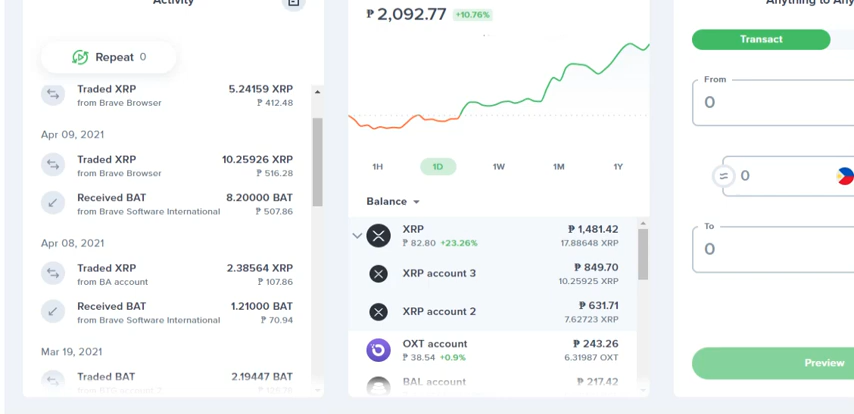 Activity
Repeat 0
Traded XRP 5.24159 XRP
from Brave Browser ₱ 412.48
Apr 09, 2021
Traded XRP 10.25926 XRP
from Brave Browser ₱ 516.28
Received BAT 8.20000 BAT
from Brave Software International ₱ 507.86
Apr 08, 2021
Traded XRP 2.38564 XRP
from BA account ₱ 107.86
Received BAT 1.21000 BAT
from Brave Software International ₱ 70.94
Mar 19, 2021
Traded BAT 2.19447 BAT
₱ 2,092.77 +10.76%
1H 1D 1W 1M 1Y
Balance
XRP ₱ 1,481.42
₱ 82.80 +23.26% 17.88648 XRP
XRP account 3 ₱ 849.70
10.25925 XRP
XRP account 2 ₱ 631.71
7.62723 XRP
OXT account ₱ 243.26
₱ 38.54 +0.9% 6.31987 OXT
BAL account ₱ 217.42
Anything to Any
Transact
From
0
0
To
0
Preview